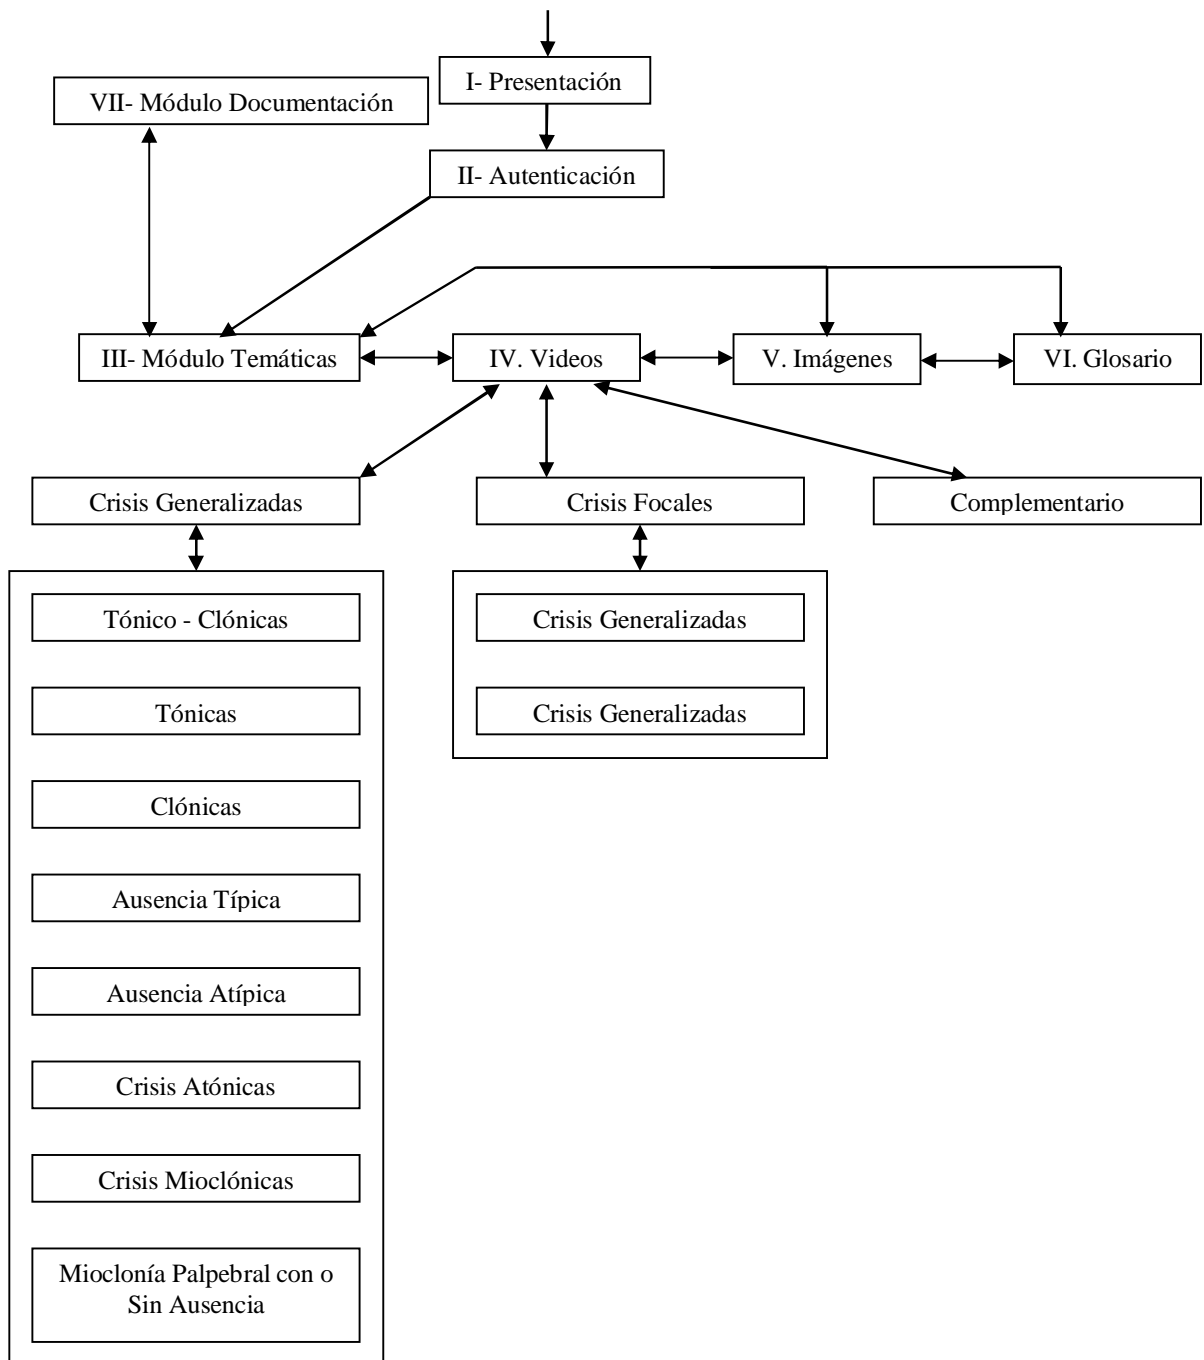 I- Presentación
VII- Módulo Documentación
II- Autenticación
III- Módulo Temáticas
IV. Videos
V. Imágenes
VI. Glosario
Crisis Generalizadas
Crisis Focales
Complementario
Tónico - Clónicas
Tónicas
Clónicas
Ausencia Típica
Ausencia Atípica
Crisis Atónicas
Crisis Mioclónicas
Mioclonía Palpebral con o
Sin Ausencia
Crisis Generalizadas
Crisis Generalizadas